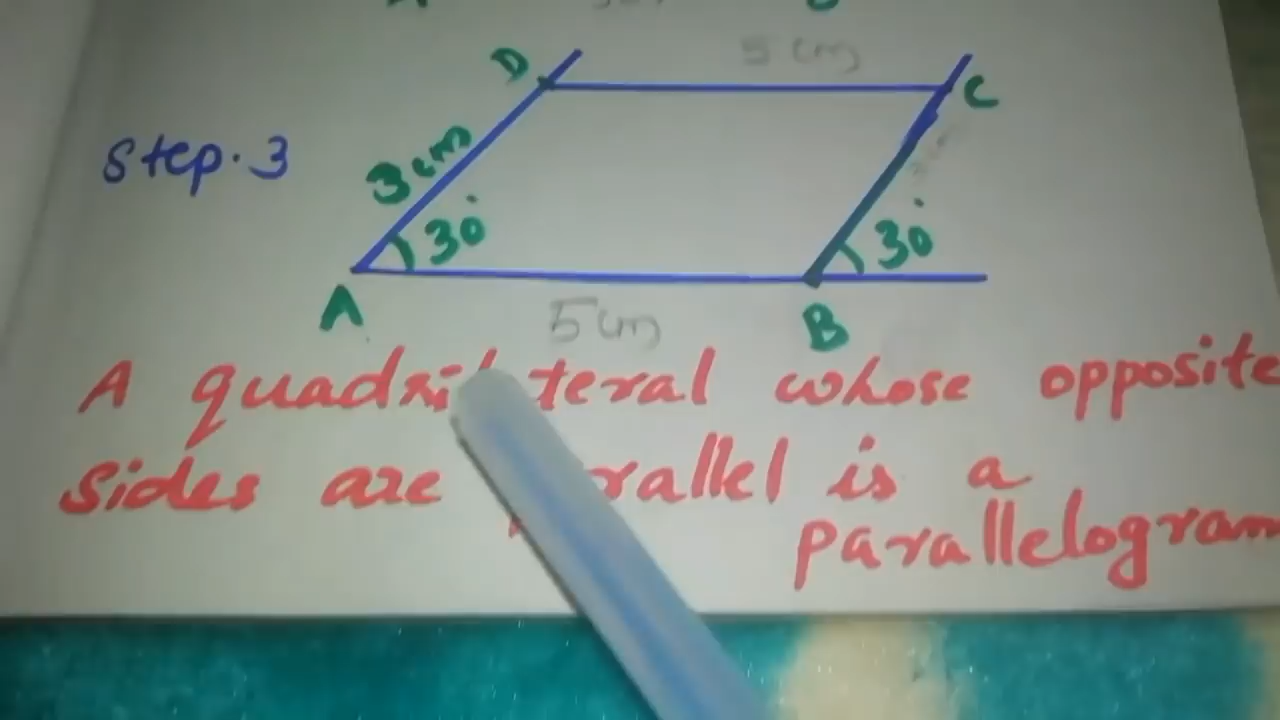 D 5 cm C
Step.3
3cm
30° 30°
A 5cm B
A whose opposite
sides are is a
parallelogram